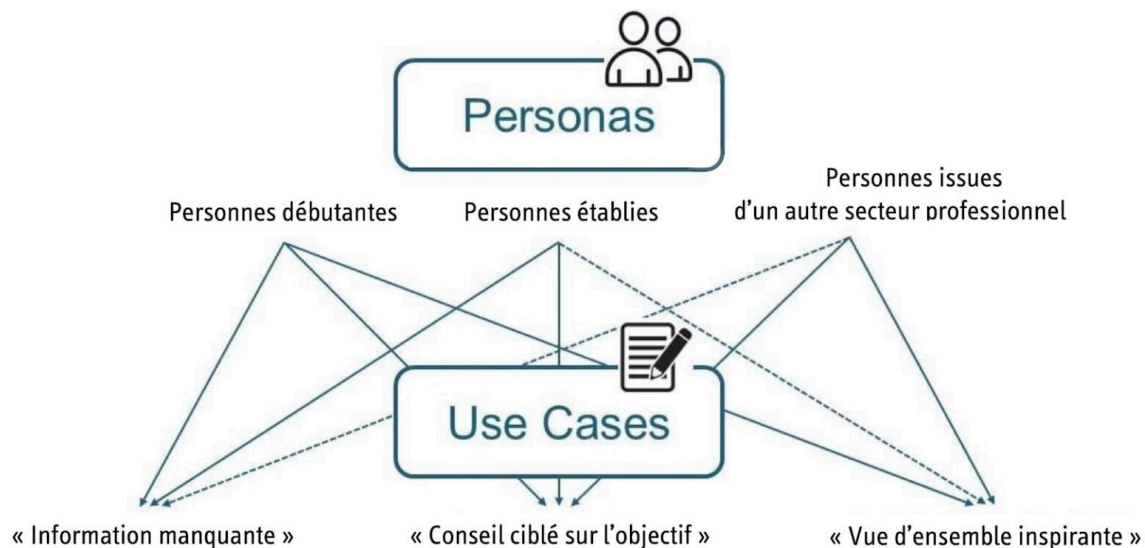 Personas
Personnes débutantes
Personnes établies
Personnes issues
d'un autre secteur professionnel
Use Cases
« Information manquante »
« Conseil ciblé sur l'objectif »
« Vue d'ensemble inspirante »